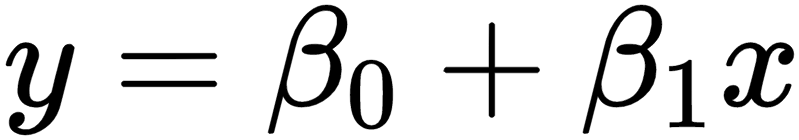 y = β₀ + β₁x